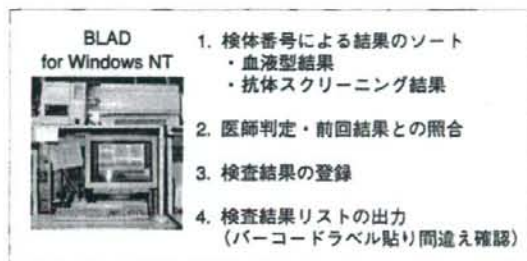 BLAD
for Windows NT
1. 検体番号による結果のソート
・血液型結果
・抗体スクリーニング結果
2. 医師判定・前回結果との照合
3. 検査結果の登録
4. 検査結果リストの出力
（バーコードラベル貼り間違え確認）